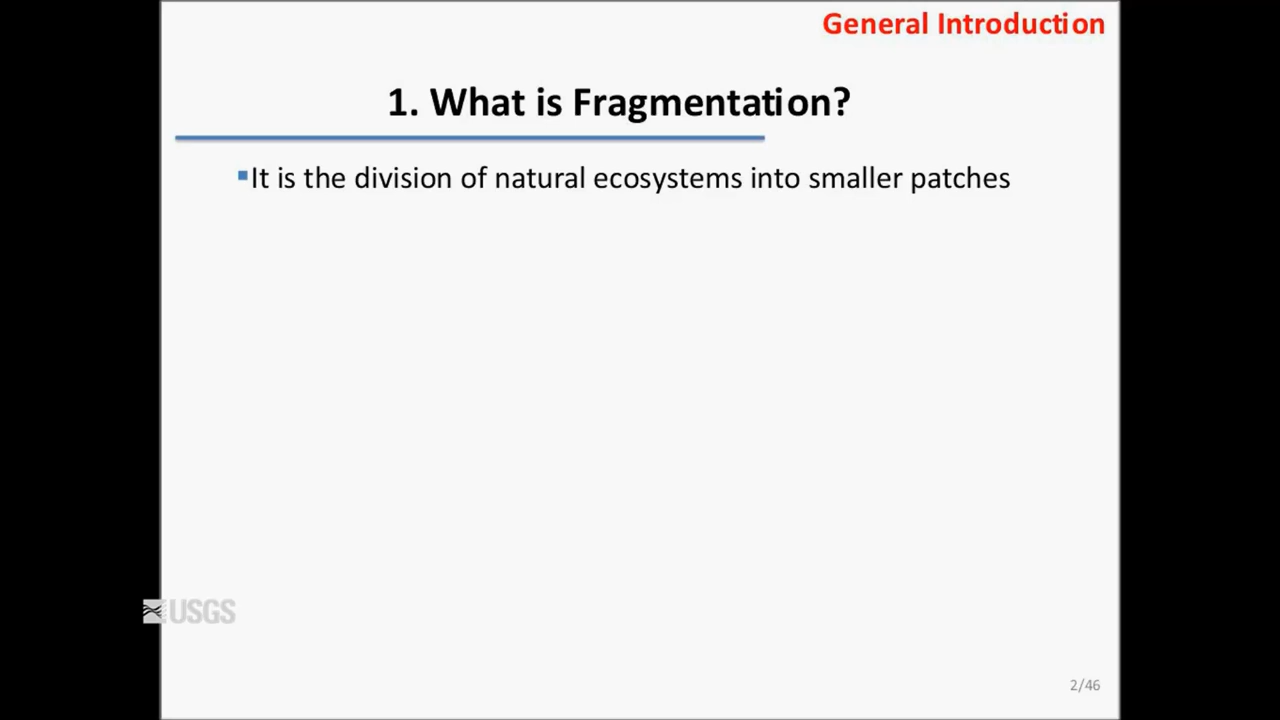 General Introduction
1. What is Fragmentation?
▪It is the division of natural ecosystems into smaller patches
USGS
2/46